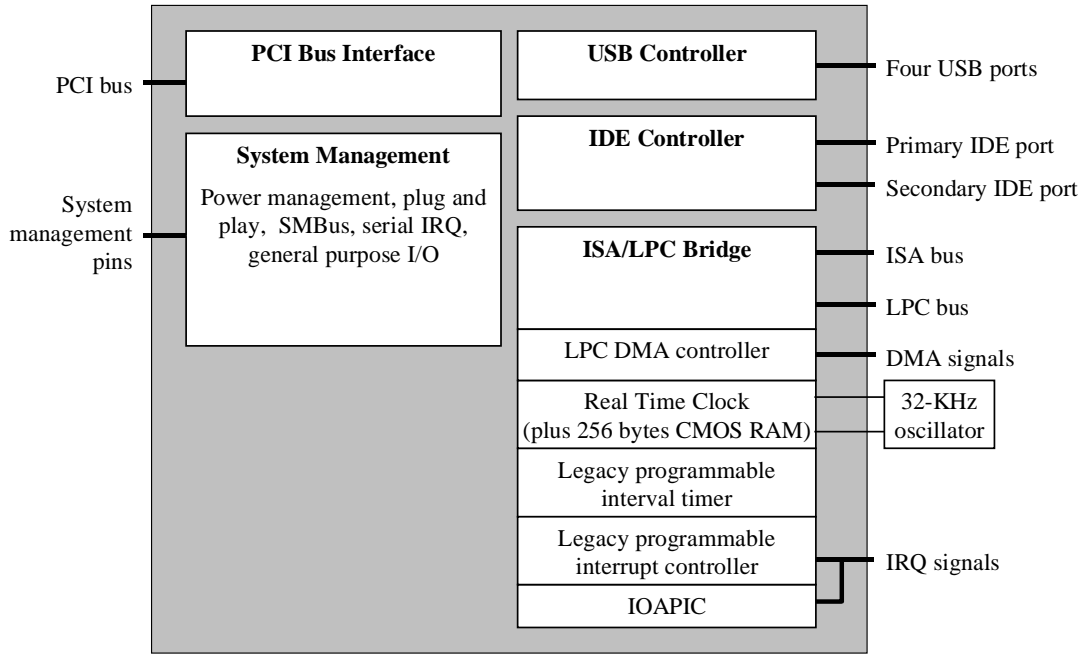 PCI Bus Interface
PCI bus
System Management
Power management, plug and
play,  SMBus, serial IRQ,
general purpose I/O
System
management
pins
USB Controller
Four USB ports
IDE Controller
Primary IDE port
Secondary IDE port
ISA/LPC Bridge
ISA bus
LPC bus
LPC DMA controller
DMA signals
Real Time Clock
(plus 256 bytes CMOS RAM)
32-KHz
oscillator
Legacy programmable
interval timer
Legacy programmable
interrupt controller
IRQ signals
IOAPIC